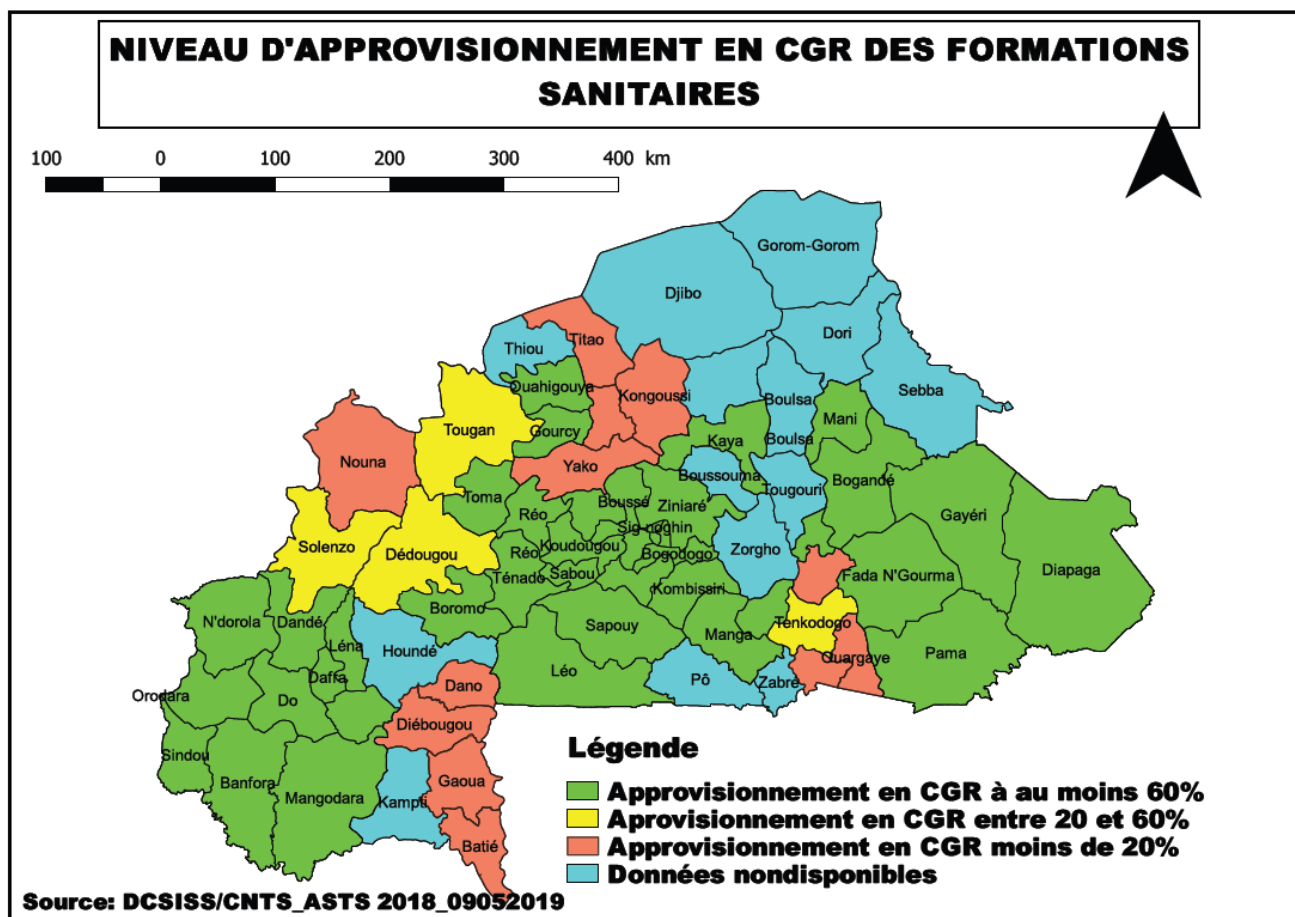 NIVEAU D'APPROVISIONNEMENT EN CGR DES FORMATIONS
SANITAIRES
100 0 100 200 300 400 km
Gorom-Gorom
Djibo
Dori
Titao
Thiou
Sebba
Ouahigouya
Kongoussi
Boulsa
Mani
Tougan
Gourcy
Kaya
Boulsa
Nouna
Yako
Boussouma
Bogandé
Toma
Tougouri
Boussé
Ziniaré
Réo
Gayéri
Sig-noghin
Solenzo
Koudougou
Zorgho
Dédougou
Réo
Bogodogo
Diapaga
Ténado
Sabou
Fada N'Gourma
Kombissiri
Boromo
N'dorola
Dandé
Sapouy
Manga
Tenkodogo
Léna
Houndé
Pama
Ouargaye
Léo
Daffa
Pô
Zabré
Dano
Orodara
Do
Diébougou
Sindou
Légende
Banfora
Gaoua
Mangodara
Kampti
Batié
Approvisionnement en CGR à au moins 60%
Aprovisionnement en CGR entre 20 et 60%
Approvisionnement en CGR moins de 20%
Données nondisponibles
Source: DCSISS/CNTS_ASTS 2018_09052019